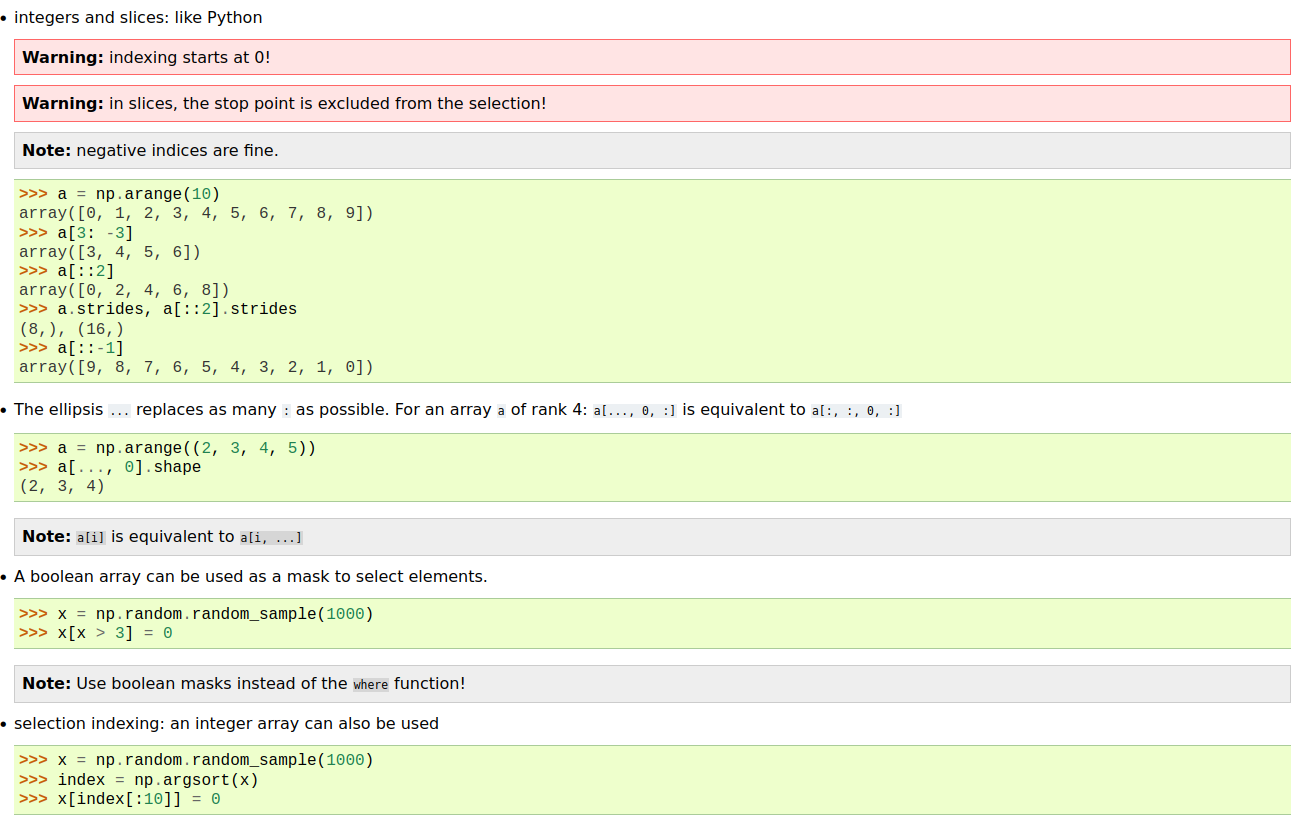 • integers and slices: like Python
Warning: indexing starts at 0!
Warning: in slices, the stop point is excluded from the selection!
Note: negative indices are fine.
>>> a = np.arange(10)
array([0, 1, 2, 3, 4, 5, 6, 7, 8, 9])
>>> a[3: -3]
array([3, 4, 5, 6])
>>> a[::2]
array([0, 2, 4, 6, 8])
>>> a.strides, a[::2].strides
(8,), (16,)
>>> a[::-1]
array([9, 8, 7, 6, 5, 4, 3, 2, 1, 0])
• The ellipsis ... replaces as many : as possible. For an array a of rank 4: a[..., 0, :] is equivalent to a[:, :, 0, :]
>>> a = np.arange((2, 3, 4, 5))
>>> a[..., 0].shape
(2, 3, 4)
Note: a[i] is equivalent to a[i, ...]
• A boolean array can be used as a mask to select elements.
>>> x = np.random.random_sample(1000)
>>> x[x > 3] = 0
Note: Use boolean masks instead of the where function!
• selection indexing: an integer array can also be used
>>> x = np.random.random_sample(1000)
>>> index = np.argsort(x)
>>> x[index[:10]] = 0